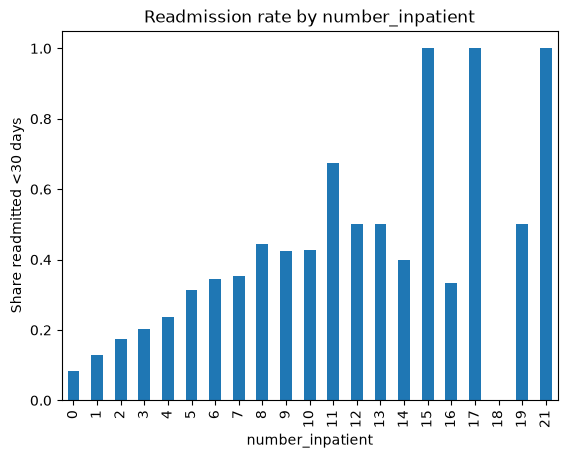 Readmission rate by number_inpatient
Share readmitted <30 days
1.0
0.8
0.6
0.4
0.2
0.0
0 1 2 3 4 5 6 7 8 9 10 11 12 13 14 15 16 17 18 19 21
number_inpatient